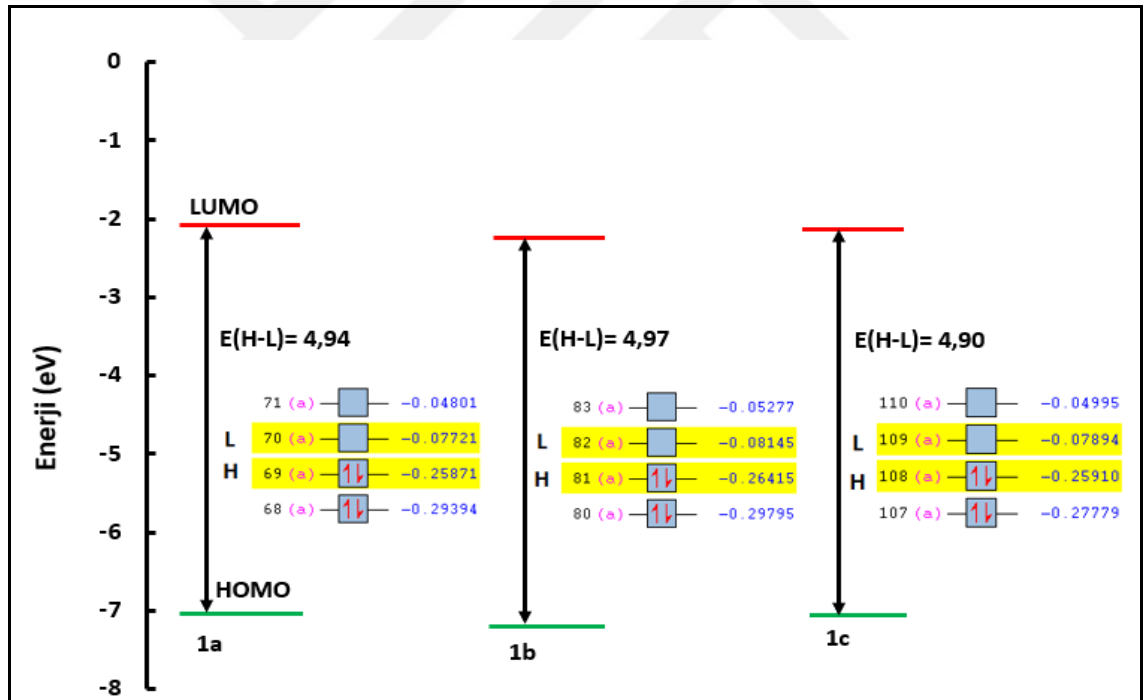 Enerji (eV)
0
-1
-2
-3
-4
-5
-6
-7
-8
LUMO
E(H-L)= 4,94
71 (a) -0.04801
L 70 (a) -0.07721
H 69 (a) -0.25871
68 (a) -0.29394
HOMO
1a
E(H-L)= 4,97
83 (a) -0.05277
L 82 (a) -0.08145
H 81 (a) -0.26415
80 (a) -0.29795
1b
E(H-L)= 4,90
110 (a) -0.04995
L 109 (a) -0.07894
H 108 (a) -0.25910
107 (a) -0.27779
1c